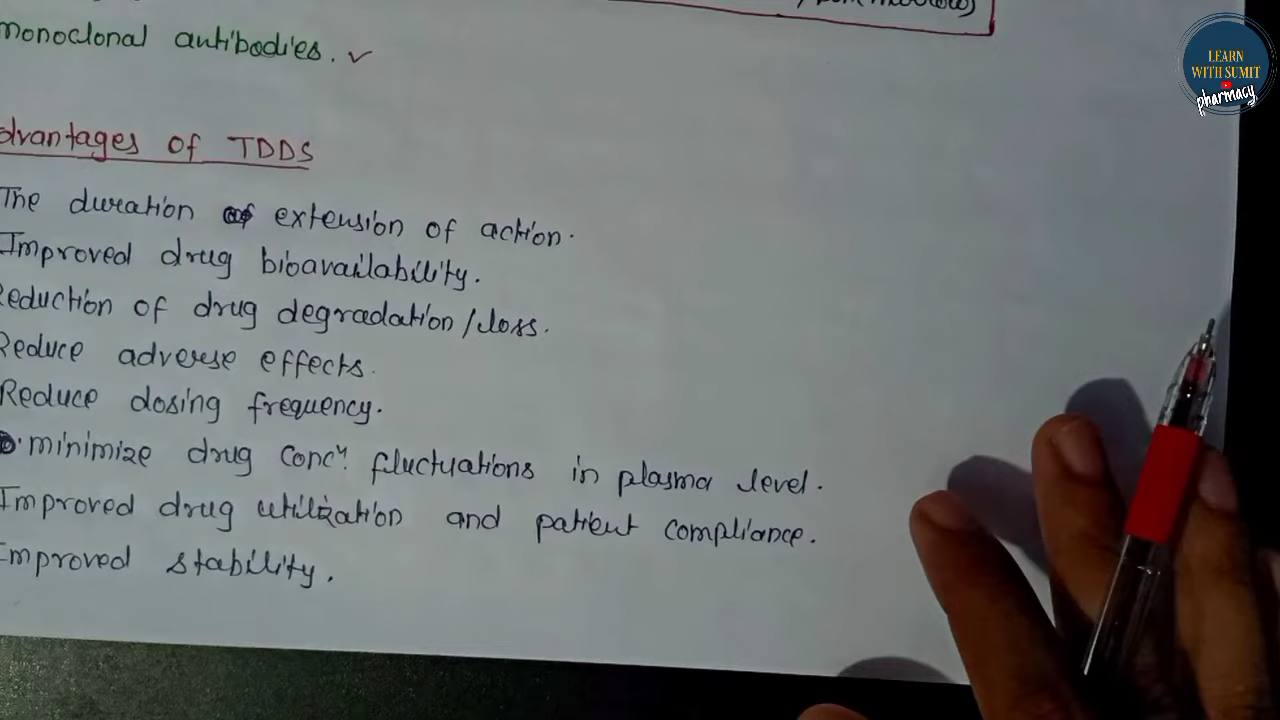 monoclonal antibodies. ✓
LEARN
WITH SUMIT
pharmacy
dvantages of TDDS
The duration of extension of action.
Improved drug bioavailability.
Reduction of drug degradation/loss.
Reduce adverse effects.
Reduce dosing frequency.
minimize drug concn. fluctuations in plasma level.
Improved drug utilization and patient compliance.
Improved stability.